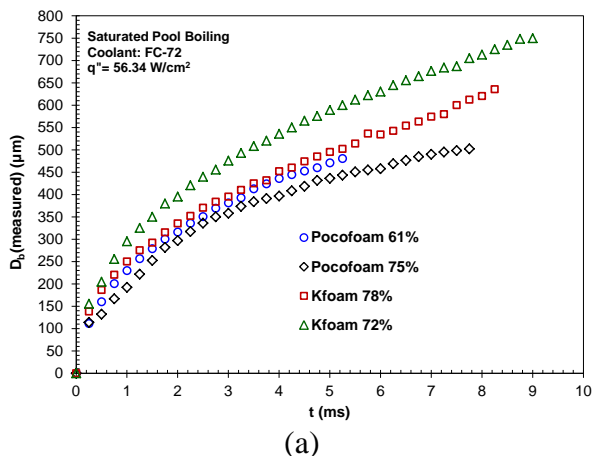 Saturated Pool Boiling
Coolant: FC-72
q"= 56.34 W/cm²
D_b(measured) (μm)
800
750
700
650
600
550
500
450
400
350
300
250
200
150
100
50
0
Pocofoam 61%
Pocofoam 75%
Kfoam 78%
Kfoam 72%
0 1 2 3 4 5 6 7 8 9 10
t (ms)
(a)